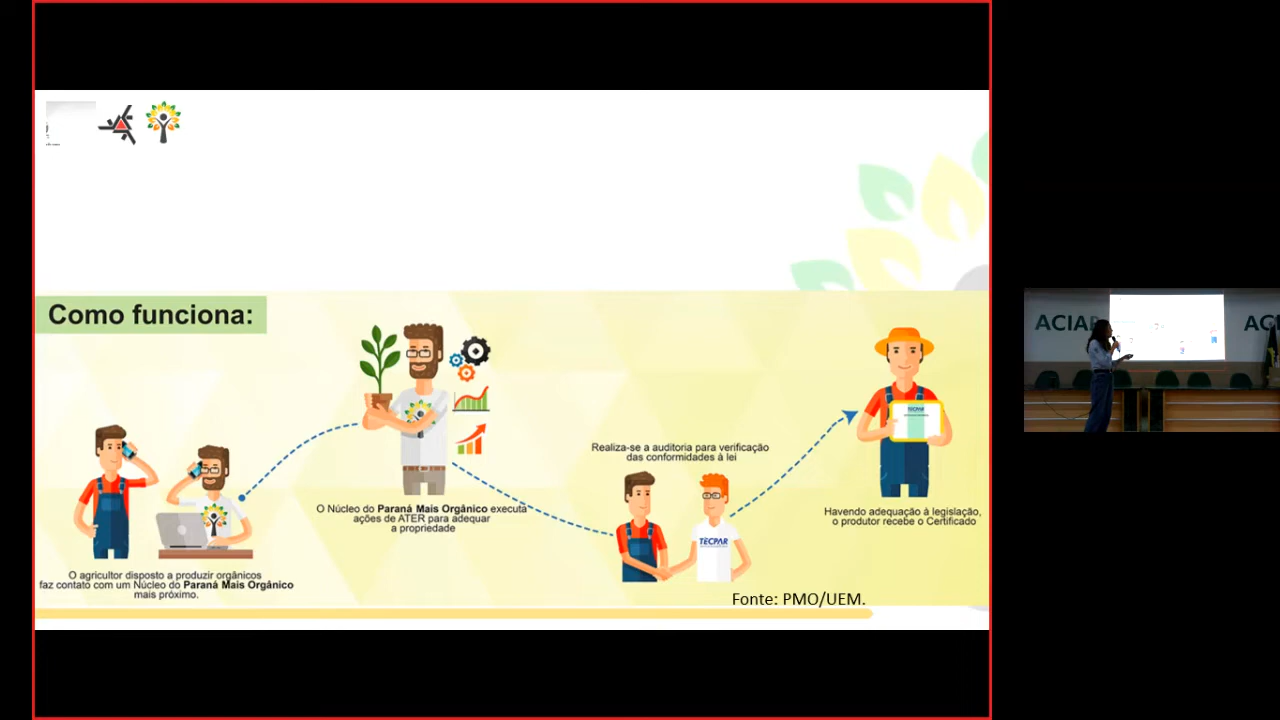 Como funciona:
O agricultor disposto a produzir orgânicos
faz contato com um Núcleo do Paraná Mais Orgânico
mais próximo.
O Núcleo do Paraná Mais Orgânico executa
ações de ATER para adequar
a propriedade
Realiza-se a auditoria para verificação
das conformidades à lei
TECPAR
TECPAR
Havendo adequação à legislação,
o produtor recebe o Certificado
Fonte: PMO/UEM.
ACIAP